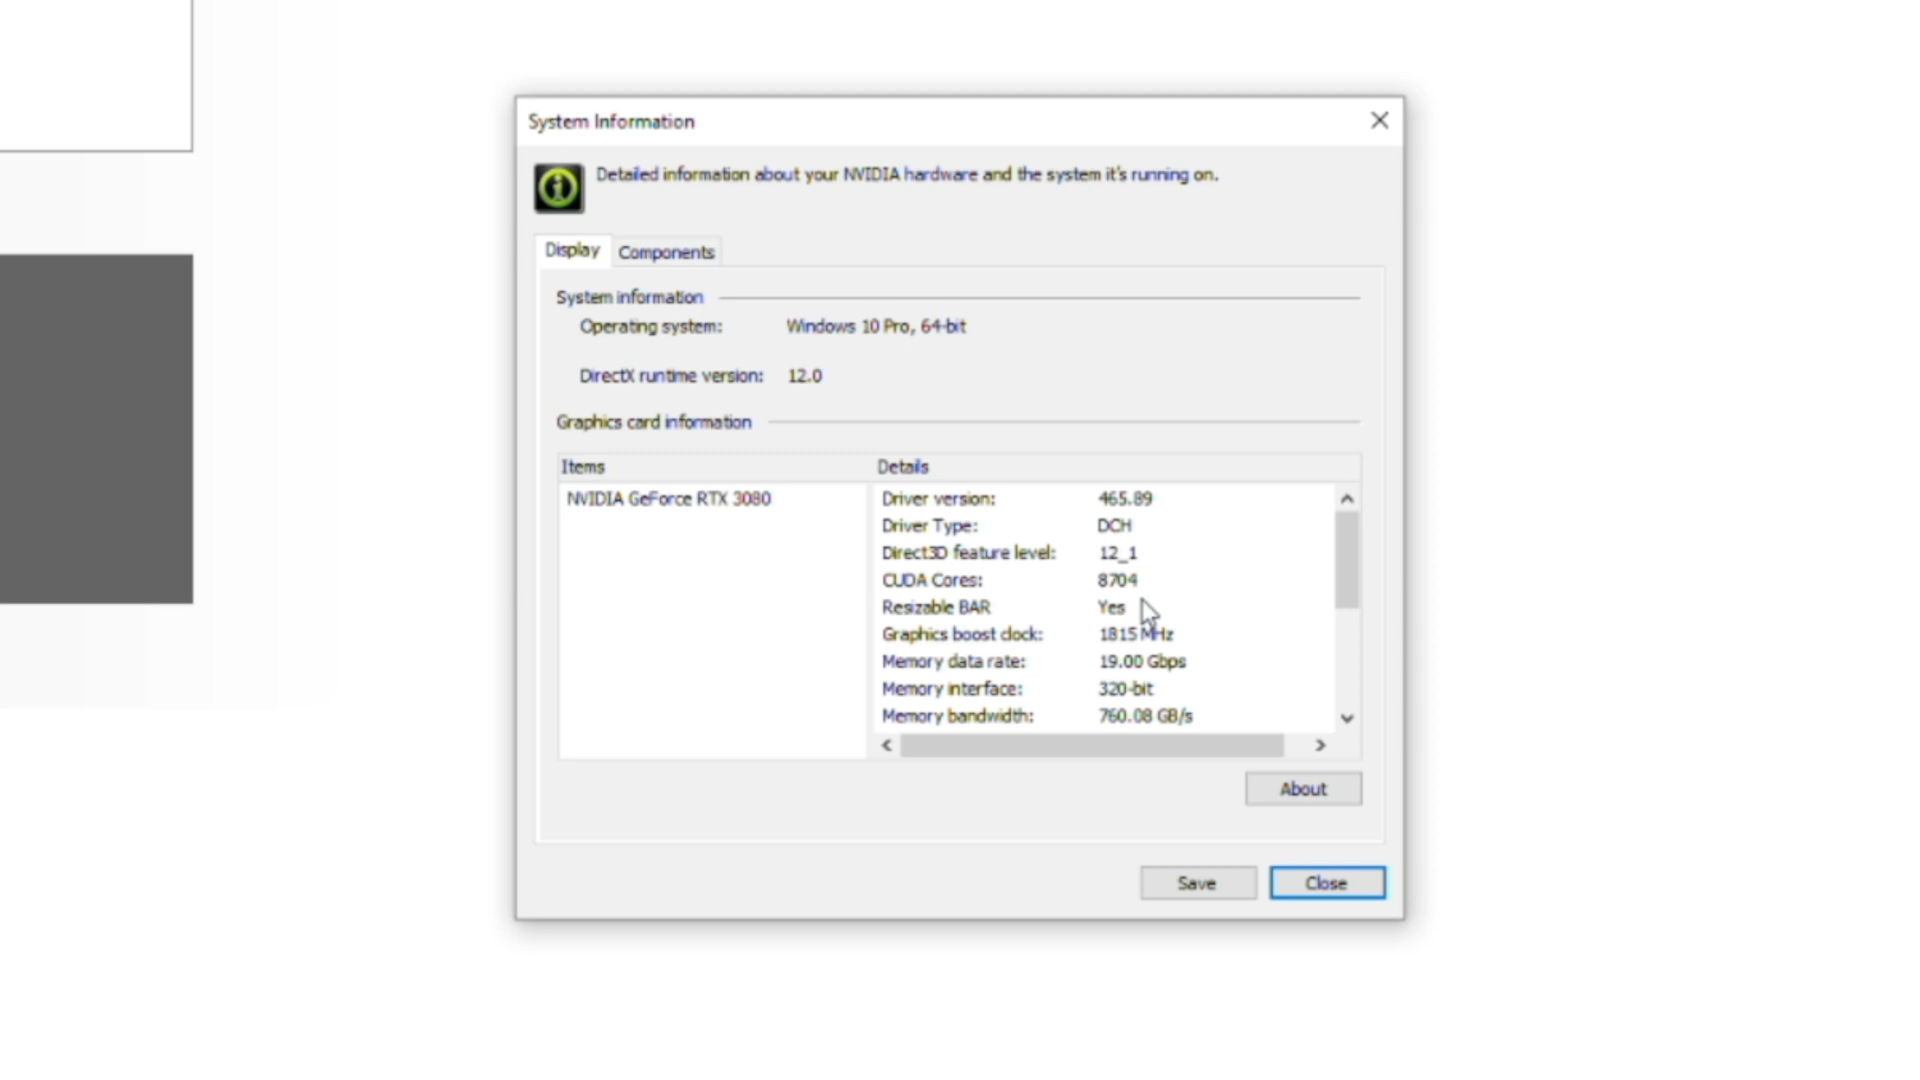 System Information
Detailed information about your NVIDIA hardware and the system it's running on.
Display Components
System information
Operating system: Windows 10 Pro, 64-bit
DirectX runtime version: 12.0
Graphics card information
Items Details
NVIDIA GeForce RTX 3080 Driver version: 465.89
Driver Type: DCH
Direct3D feature level: 12_1
CUDA Cores: 8704
Resizable BAR Yes
Graphics boost clock: 1815 MHz
Memory data rate: 19.00 Gbps
Memory interface: 320-bit
Memory bandwidth: 760.08 GB/s
About
Save Close